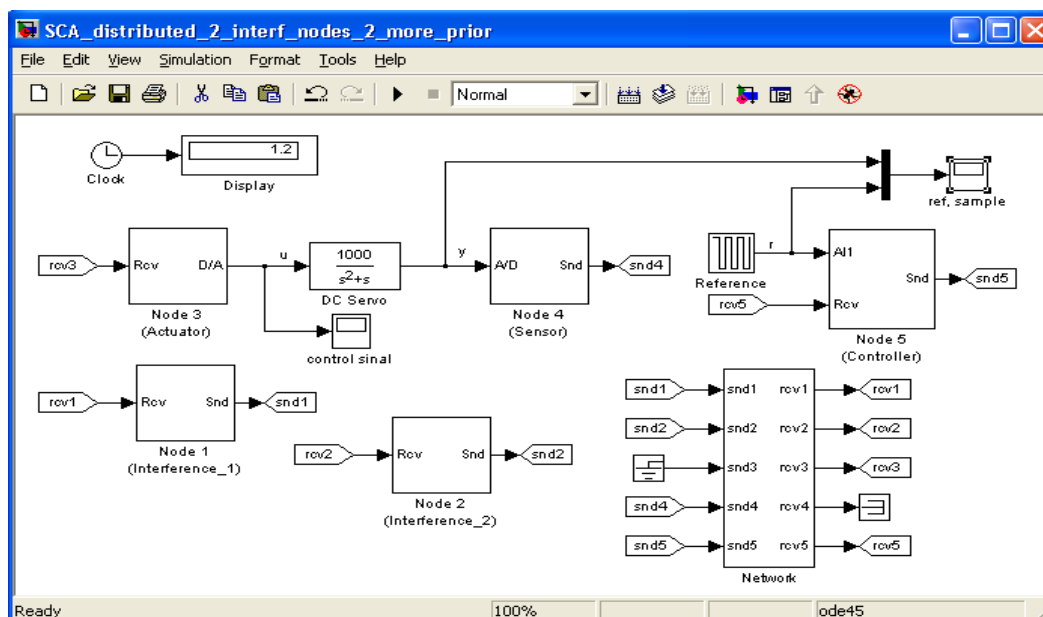 SCA_distributed_2_interf_nodes_2_more_prior
File Edit View Simulation Format Tools Help
Normal
1.2
Clock
Display
ref, sample
rcv3
Rcv
D/A
u
1000
s²+s
y
A/D
Snd
snd4
r
AI1
Snd
snd5
Reference
rcv5
Rcv
DC Servo
Node 3
(Actuator)
control sinal
Node 4
(Sensor)
Node 5
(Controller)
rcv1
Rcv
Snd
snd1
Node 1
(Interference_1)
rcv2
Rcv
Snd
snd2
Node 2
(Interference_2)
snd1
snd1
rcv1
rcv1
snd2
snd2
rcv2
rcv2
snd3
rcv3
rcv3
snd4
snd4
rcv4
snd5
snd5
rcv5
rcv5
Network
Ready
100%
ode45